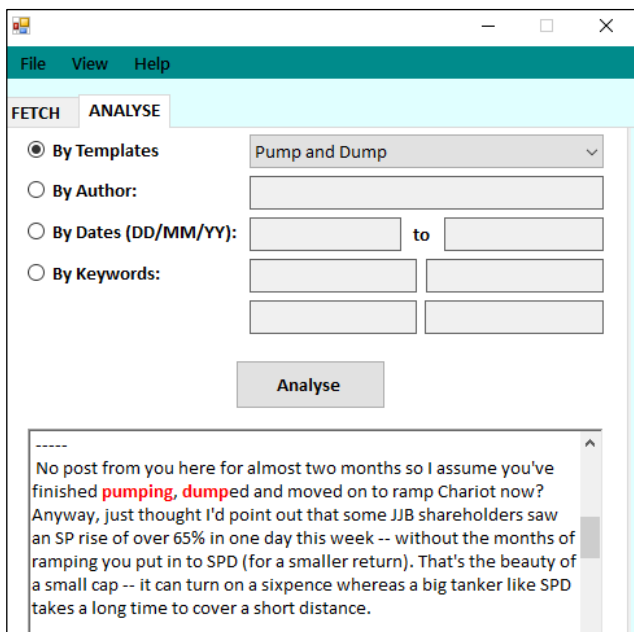 File View Help
FETCH ANALYSE
By Templates Pump and Dump
By Author:
By Dates (DD/MM/YY): to
By Keywords:
Analyse
-----
No post from you here for almost two months so I assume you've
finished pumping, dumped and moved on to ramp Chariot now?
Anyway, just thought I'd point out that some JJB shareholders saw
an SP rise of over 65% in one day this week -- without the months of
ramping you put in to SPD (for a smaller return). That's the beauty of
a small cap -- it can turn on a sixpence whereas a big tanker like SPD
takes a long time to cover a short distance.